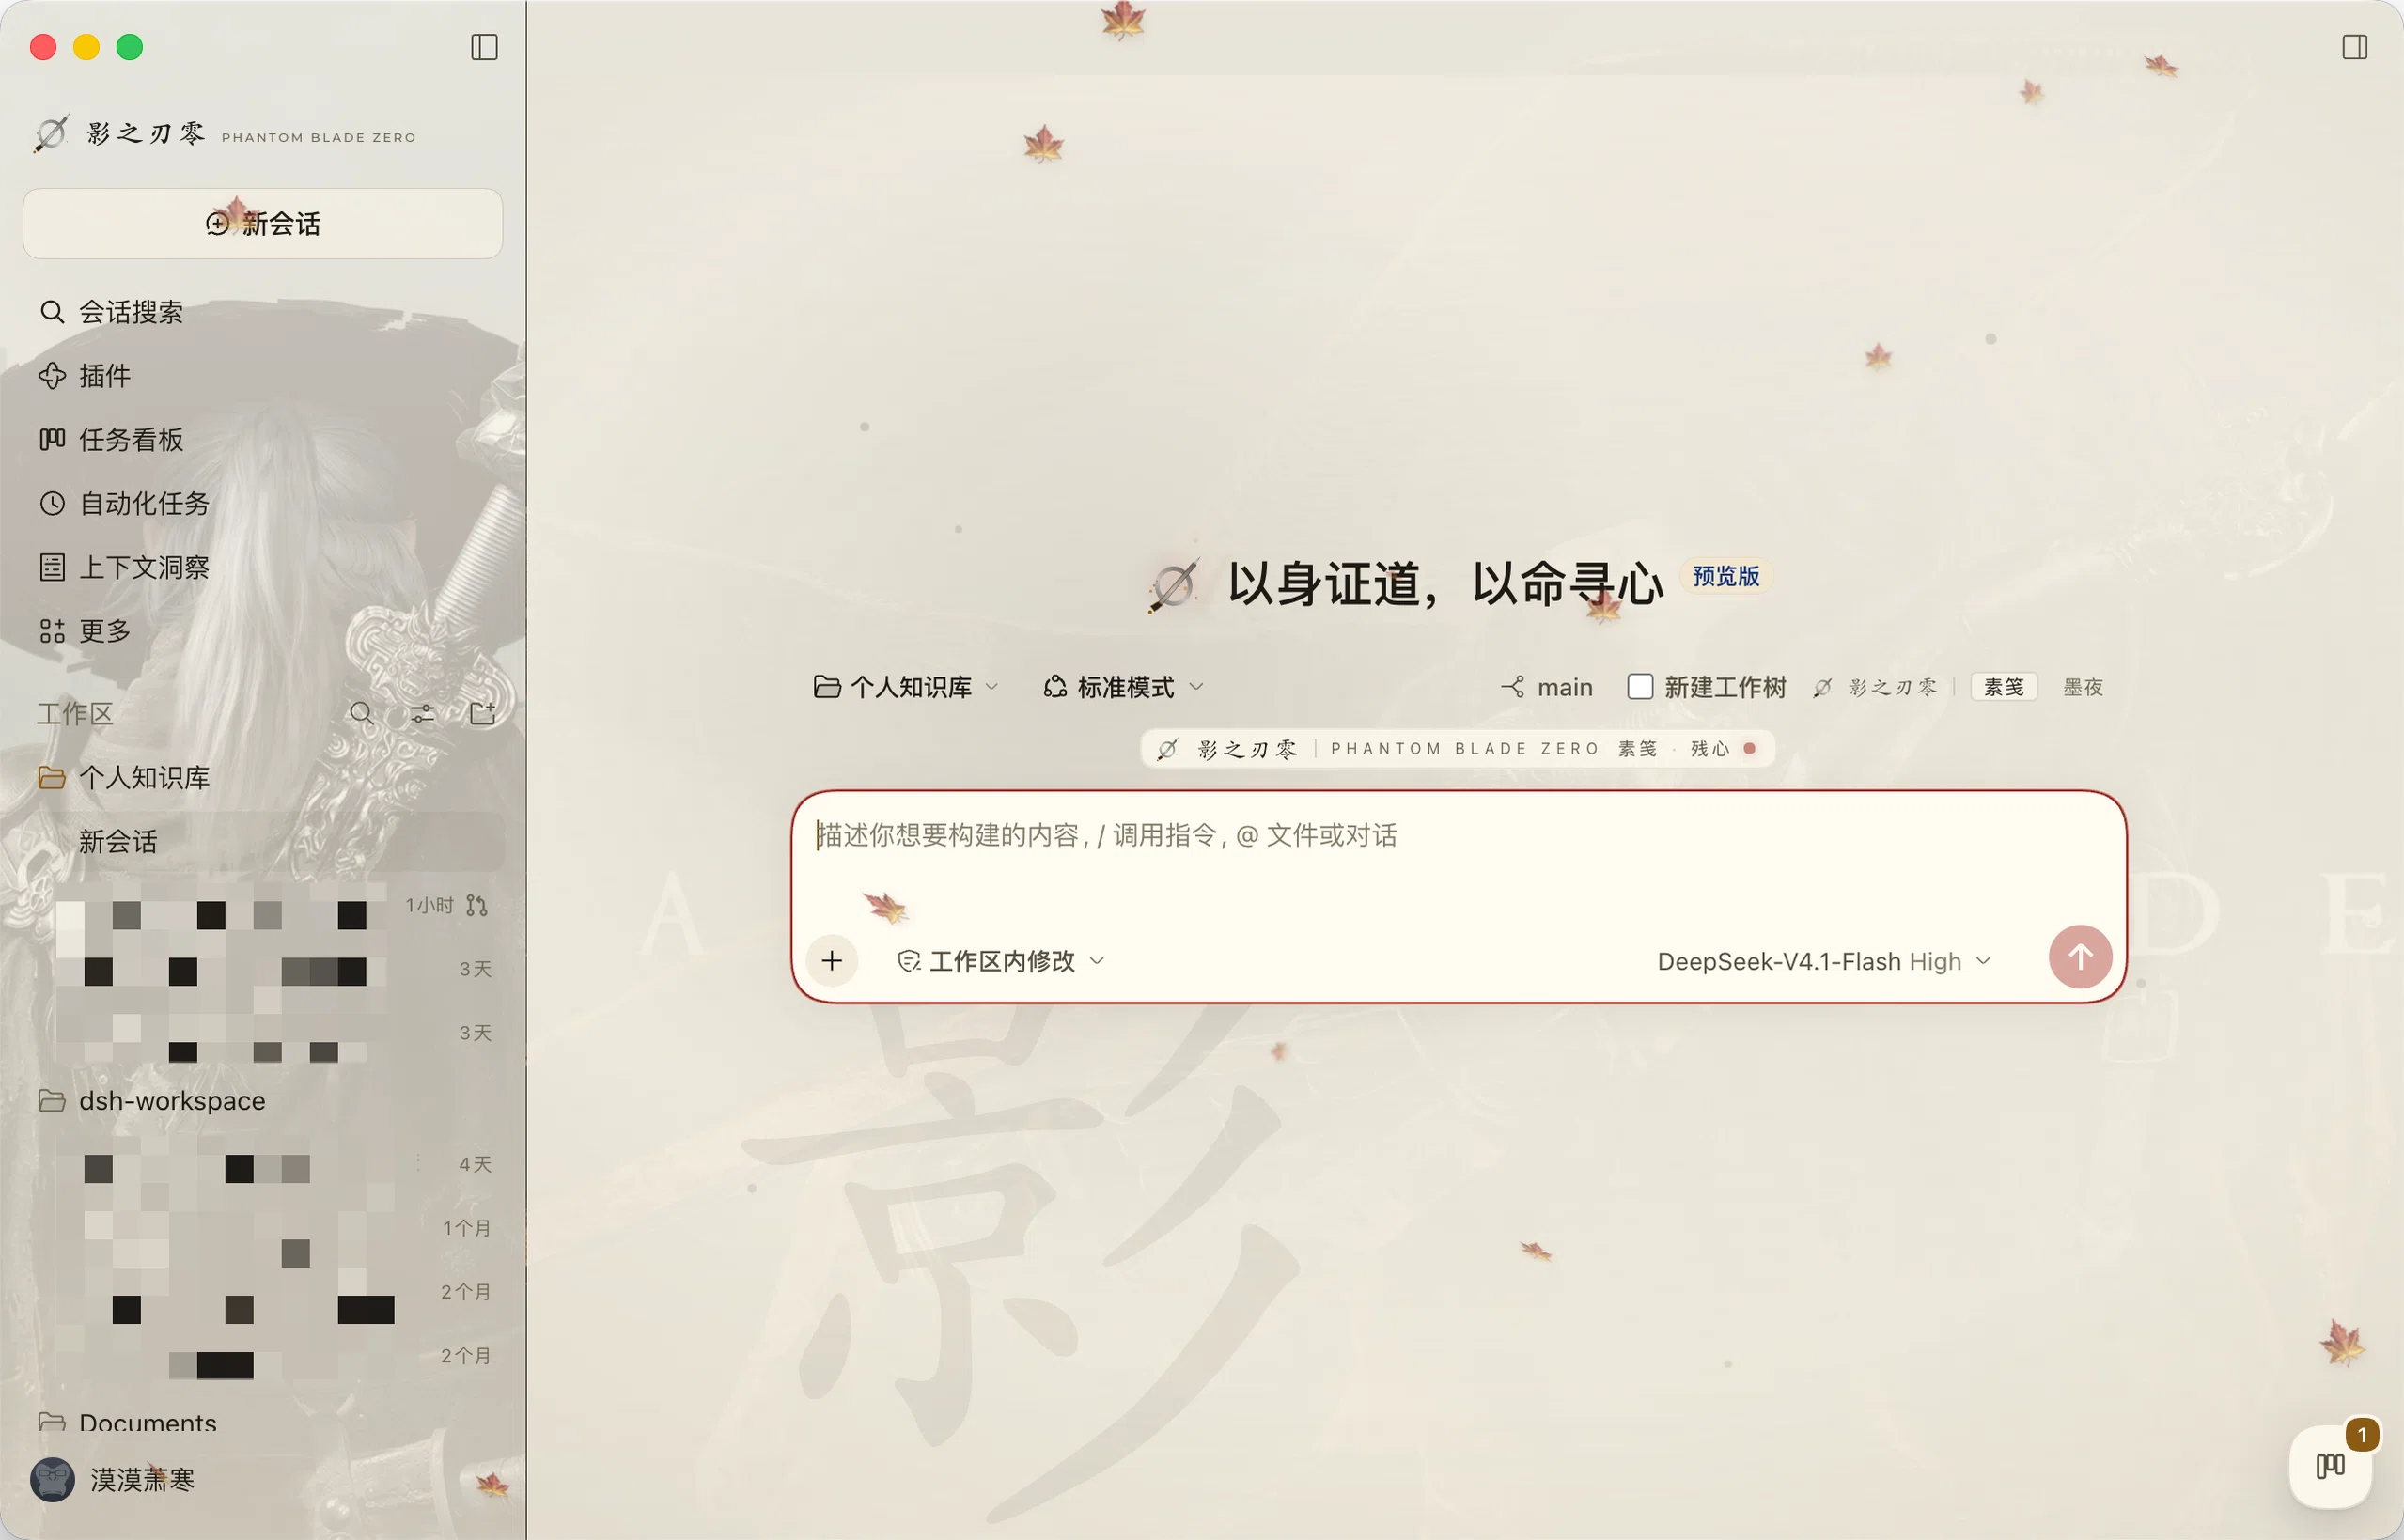 影之刃零 PHANTOM BLADE ZERO
新会话
会话搜索
插件
任务看板
自动化任务
上下文洞察
更多
工作区
个人知识库
新会话
1小时
3天
3天
dsh-workspace
4天
1个月
2个月
2个月
Documents
漠漠萧寒
以身证道，以命寻心 预览版
个人知识库 标准模式 main 新建工作树 影之刃零 素笺 墨夜
影之刃零 PHANTOM BLADE ZERO 素笺 · 残心
描述你想要构建的内容, / 调用指令, @ 文件或对话
工作区内修改 DeepSeek-V4.1-Flash High
A D E
影
1